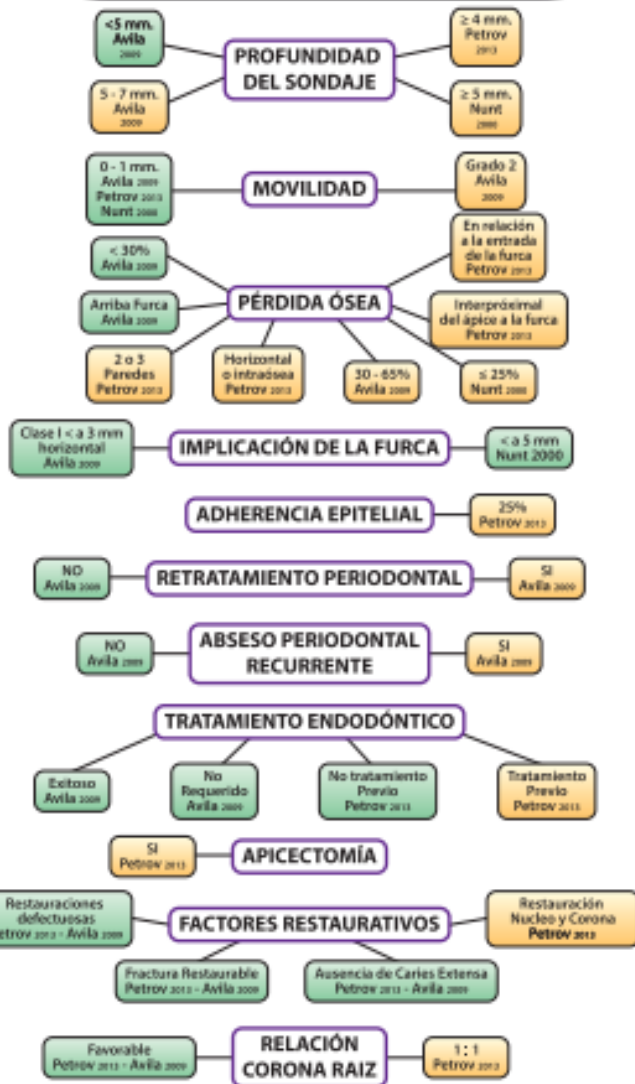 <5 mm.
Avila
2009
PROFUNDIDAD
DEL SONDAJE
≥ 4 mm.
Petrov
2013
5 - 7 mm.
Avila
2009
≥ 5 mm.
Nunt
2000
0 - 1 mm.
Avila 2009
Petrov 2013
Nunt 2000
MOVILIDAD
Grado 2
Avila
2009
< 30%
Avila 2009
En relación
a la entrada
de la furca
Petrov 2013
Arriba Furca
Avila 2009
PÉRDIDA ÓSEA
Interpróximal
del ápice a la furca
Petrov 2013
2 o 3
Paredes
Petrov 2013
Horizontal
o intraósea
Petrov 2013
30 - 65%
Avila 2009
≤ 25%
Nunt 2000
Clase I < a 3 mm
horizontal
Avila 2009
IMPLICACIÓN DE LA FURCA
< a 5 mm
Nunt 2000
ADHERENCIA EPITELIAL
25%
Petrov 2013
NO
Avila 2009
RETRATAMIENTO PERIODONTAL
SI
Avila 2009
NO
Avila 2009
ABSESO PERIODONTAL
RECURRENTE
SI
Avila 2009
TRATAMIENTO ENDODÓNTICO
Exitoso
Avila 2009
No
Requerido
Avila 2009
No tratamiento
Previo
Petrov 2013
Tratamiento
Previo
Petrov 2013
SI
Petrov 2013
APICECTOMÍA
Restauraciones
defectuosas
Petrov 2013 - Avila 2009
FACTORES RESTAURATIVOS
Restauración
Nucleo y Corona
Petrov 2013
Fractura Restaurable
Petrov 2013 - Avila 2009
Ausencia de Caries Extensa
Petrov 2013 - Avila 2009
Favorable
Petrov 2013 - Avila 2009
RELACIÓN
CORONA RAIZ
1 : 1
Petrov 2013